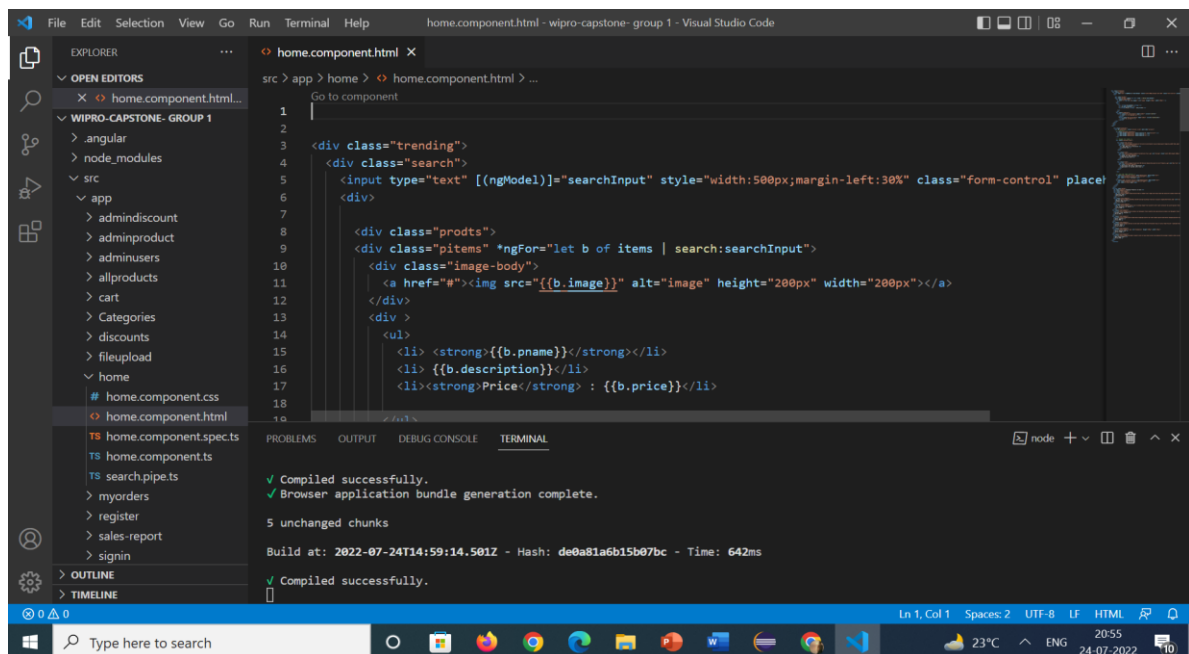 File Edit Selection View Go Run Terminal Help home.component.html - wipro-capstone- group 1 - Visual Studio Code
EXPLORER ...
OPEN EDITORS
home.component.html...
WIPRO-CAPSTONE- GROUP 1
.angular
node_modules
src
app
admindiscount
adminproduct
adminusers
allproducts
cart
Categories
discounts
fileupload
home
# home.component.css
<> home.component.html
TS home.component.spec.ts
TS home.component.ts
TS search.pipe.ts
myorders
register
sales-report
signin
OUTLINE
TIMELINE
<> home.component.html
src > app > home > <> home.component.html > ...
Go to component
1
2
3 <div class="trending">
4 <div class="search">
5 <input type="text" [(ngModel)]="searchInput" style="width:500px;margin-left:30%" class="form-control" placeh
6 <div>
7
8 <div class="prodts">
9 <div class="pitems" *ngFor="let b of items | search:searchInput">
10 <div class="image-body">
11 <a href="#"><img src="{{b.image}}" alt="image" height="200px" width="200px"></a>
12 </div>
13 <div >
14 <ul>
15 <li> <strong>{{b.pname}}</strong></li>
16 <li> {{b.description}}</li>
17 <li><strong>Price</strong> : {{b.price}}</li>
18
19 </ul>
PROBLEMS OUTPUT DEBUG CONSOLE TERMINAL node
√ Compiled successfully.
√ Browser application bundle generation complete.
5 unchanged chunks
Build at: 2022-07-24T14:59:14.501Z - Hash: de0a81a6b15b07bc - Time: 642ms
√ Compiled successfully.
0 0 Ln 1, Col 1 Spaces: 2 UTF-8 LF HTML
Type here to search 23°C ENG 20:55
24-07-2022